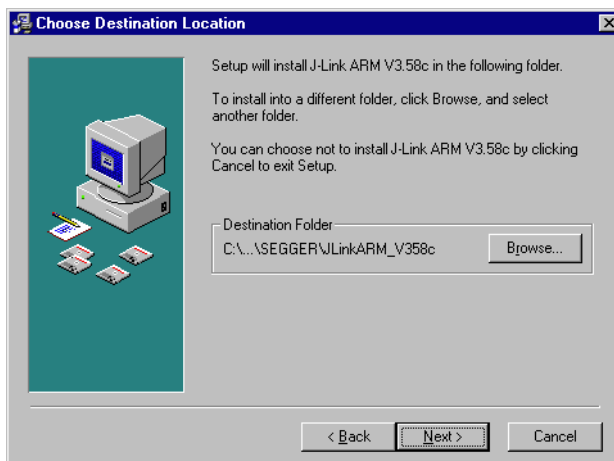 Choose Destination Location
Setup will install J-Link ARM V3.58c in the following folder.
To install into a different folder, click Browse, and select
another folder.
You can choose not to install J-Link ARM V3.58c by clicking
Cancel to exit Setup.
Destination Folder
C:\...\SEGGER\JLinkARM_V358c
Browse...
< Back
Next >
Cancel